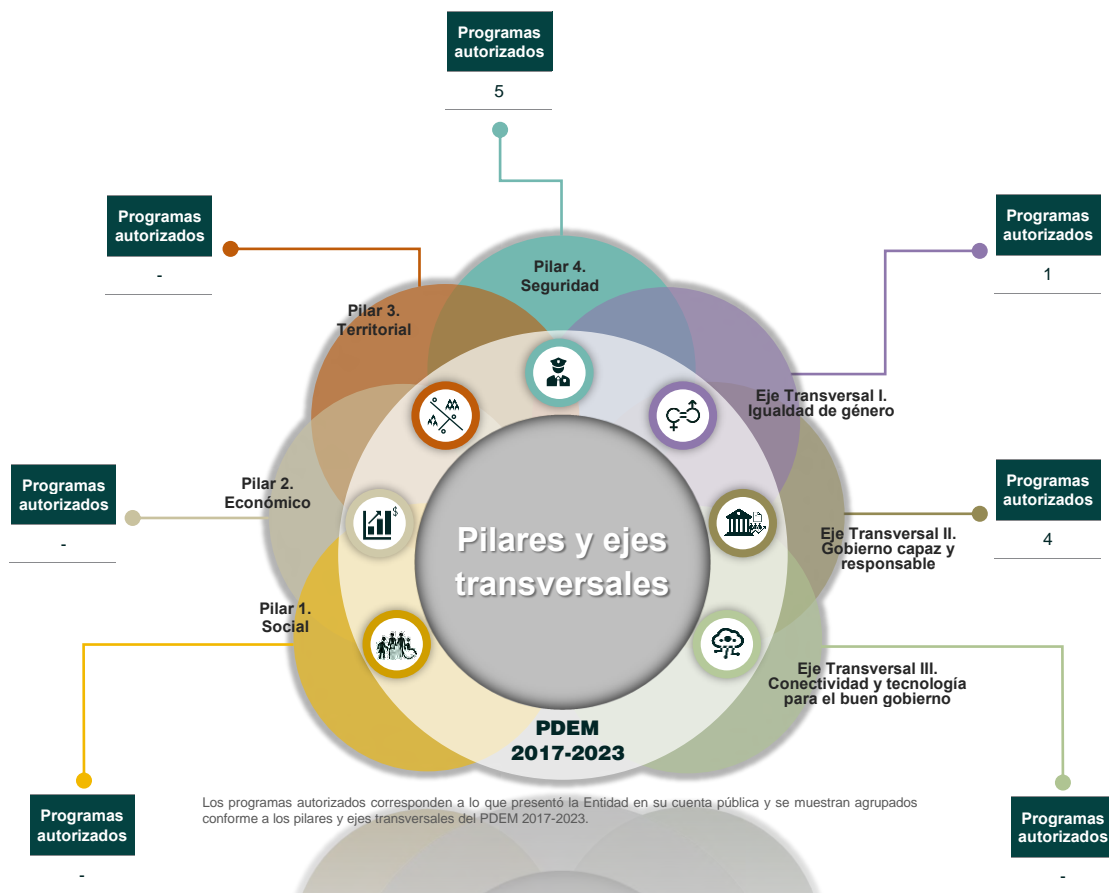 Programas
autorizados
5
Programas
autorizados
-
Programas
autorizados
1
Pilar 4.
Seguridad
Pilar 3.
Territorial
Eje Transversal I.
Igualdad de género
Programas
autorizados
-
Pilar 2.
Económico
$
Programas
autorizados
4
Eje Transversal II.
Gobierno capaz y
responsable
Pilares y ejes
transversales
Pilar 1.
Social
Eje Transversal III.
Conectividad y tecnología
para el buen gobierno
PDEM
2017-2023
Programas
autorizados
-
Los programas autorizados corresponden a lo que presentó la Entidad en su cuenta pública y se muestran agrupados
conforme a los pilares y ejes transversales del PDEM 2017-2023.
Programas
autorizados
-